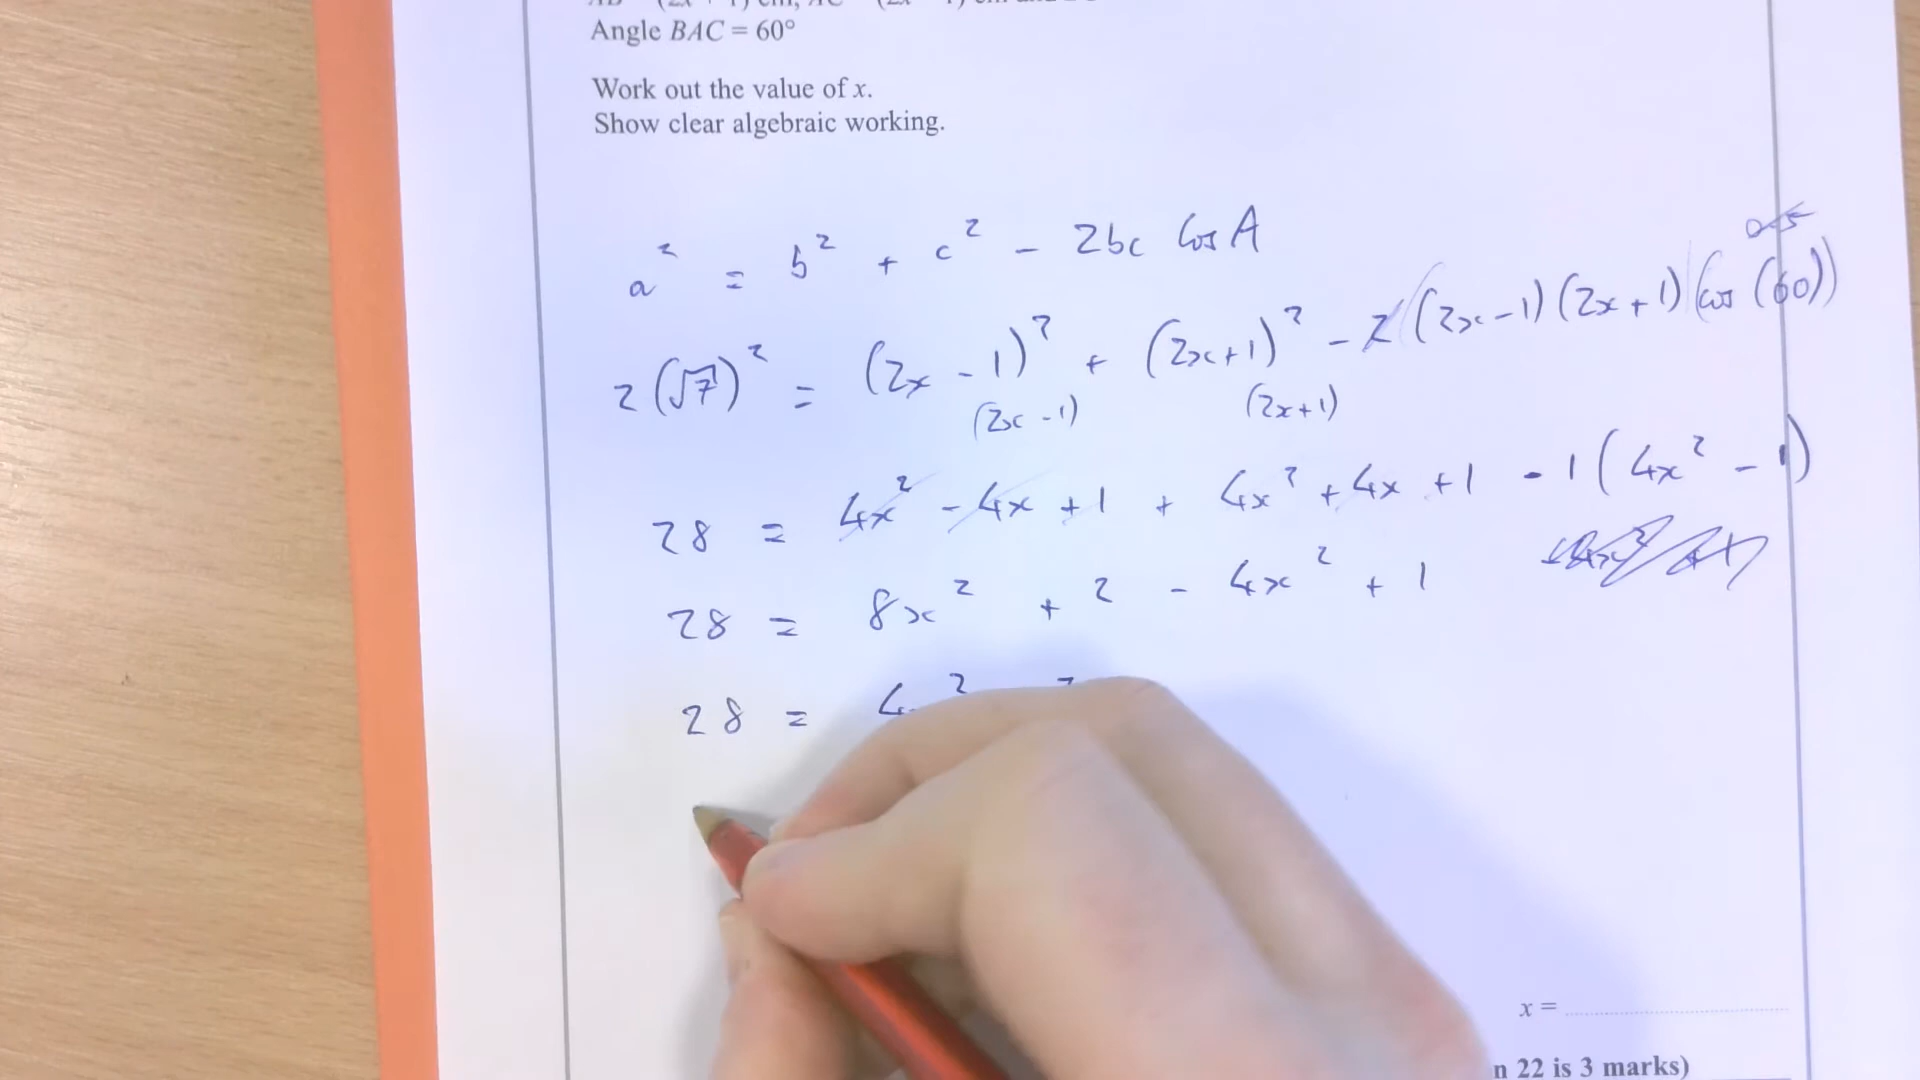 Angle BAC = 60°
Work out the value of x.
Show clear algebraic working.
a² = b² + c² - 2bc Cos A
0.5
2(√7)² = (2x - 1)² + (2x+1)² - 2((2x-1)(2x+1)(cos (60))
(2x-1) (2x+1)
28 = 4x² - 4x + 1 + 4x² + 4x + 1 - 1(4x² - 1)
28 = 8x² + 2 - 4x² + 1
28 = 4
x =
n 22 is 3 marks)